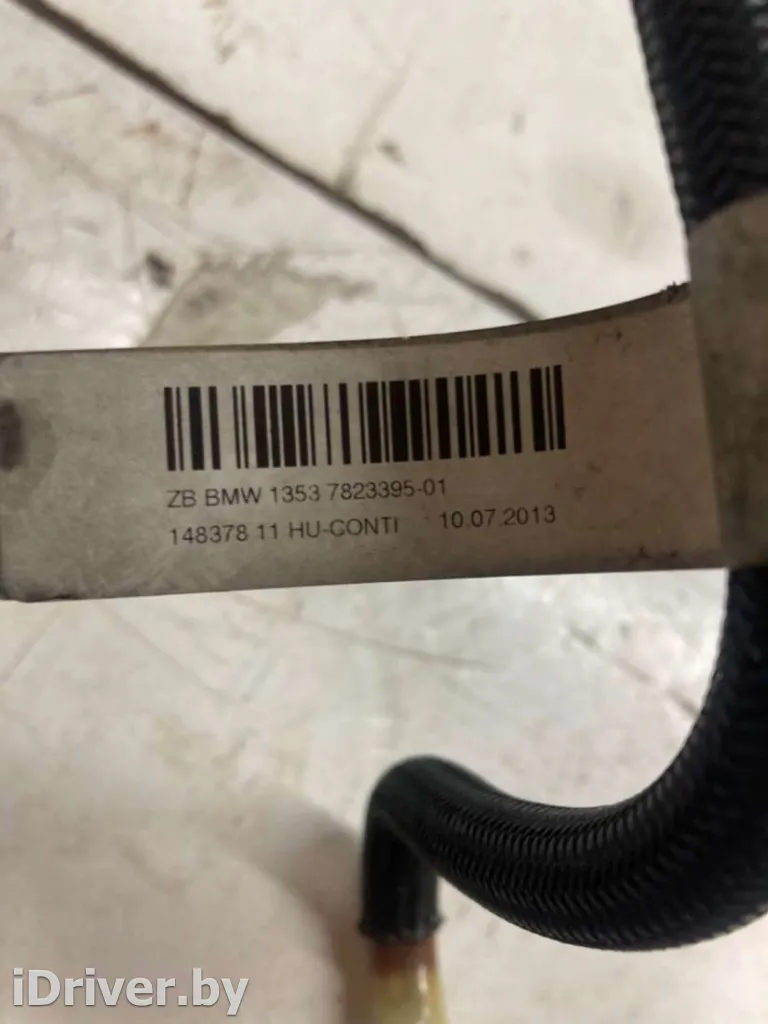 ZB BMW 1353 7823395-01
148378 11 HU-CONTI 10.07.2013
iDriver.by